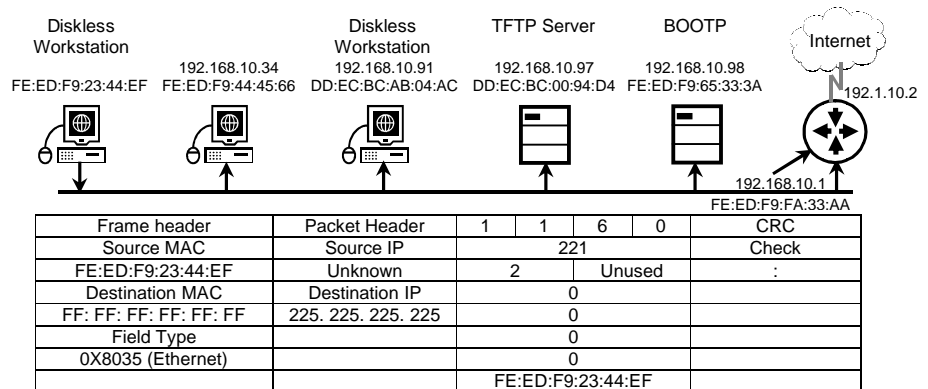 Diskless
Workstation
FE:ED:F9:23:44:EF
192.168.10.34
FE:ED:F9:44:45:66
Diskless
Workstation
192.168.10.91
DD:EC:BC:AB:04:AC
TFTP Server
192.168.10.97
DD:EC:BC:00:94:D4
BOOTP
192.168.10.98
FE:ED:F9:65:33:3A
Internet
192.1.10.2
192.168.10.1
FE:ED:F9:FA:33:AA
Frame header Packet Header 1 1 6 0 CRC
Source MAC Source IP 221 Check
FE:ED:F9:23:44:EF Unknown 2 Unused :
Destination MAC Destination IP 0
FF: FF: FF: FF: FF: FF 225. 225. 225. 225 0
Field Type 0
0X8035 (Ethernet) 0
FE:ED:F9:23:44:EF